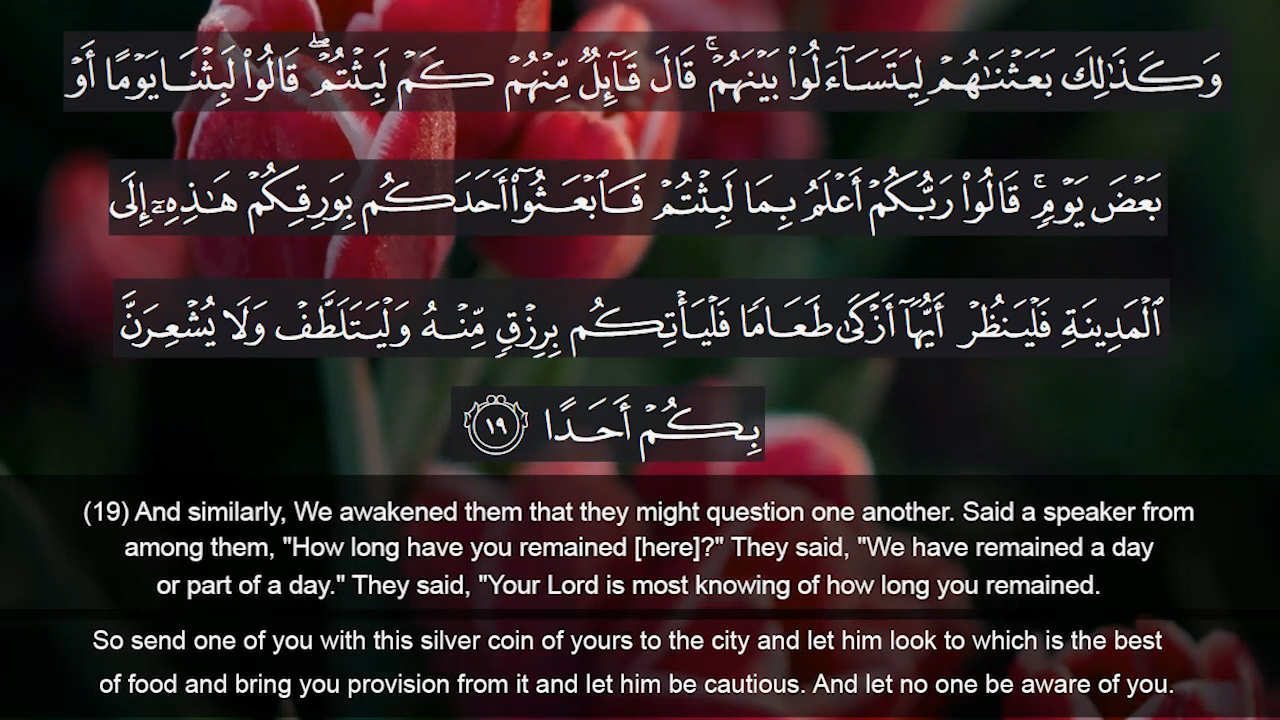 وَكَذَٰلِكَ بَعَثْنَـٰهُمْ لِيَتَسَآءَلُوا۟ بَيْنَهُمْ ۚ قَالَ قَآئِلٌ مِّنْهُمْ كَمْ لَبِثْتُمْ ۖ قَالُوا۟ لَبِثْنَا يَوْمًا أَوْ
بَعْضَ يَوْمٍ ۚ قَالُوا۟ رَبُّكُمْ أَعْلَمُ بِمَا لَبِثْتُمْ فَٱبْعَثُوٓا۟ أَحَدَكُم بِوَرِقِكُمْ هَـٰذِهِۦٓ إِلَى
ٱلْمَدِينَةِ فَلْيَنظُرْ أَيُّهَآ أَزْكَىٰ طَعَامًا فَلْيَأْتِكُم بِرِزْقٍ مِّنْهُ وَلْيَتَلَطَّفْ وَلَا يُشْعِرَنَّ
بِكُمْ أَحَدًا ١٩
(19) And similarly, We awakened them that they might question one another. Said a speaker from
among them, "How long have you remained [here]?" They said, "We have remained a day
or part of a day." They said, "Your Lord is most knowing of how long you remained.
So send one of you with this silver coin of yours to the city and let him look to which is the best
of food and bring you provision from it and let him be cautious. And let no one be aware of you.